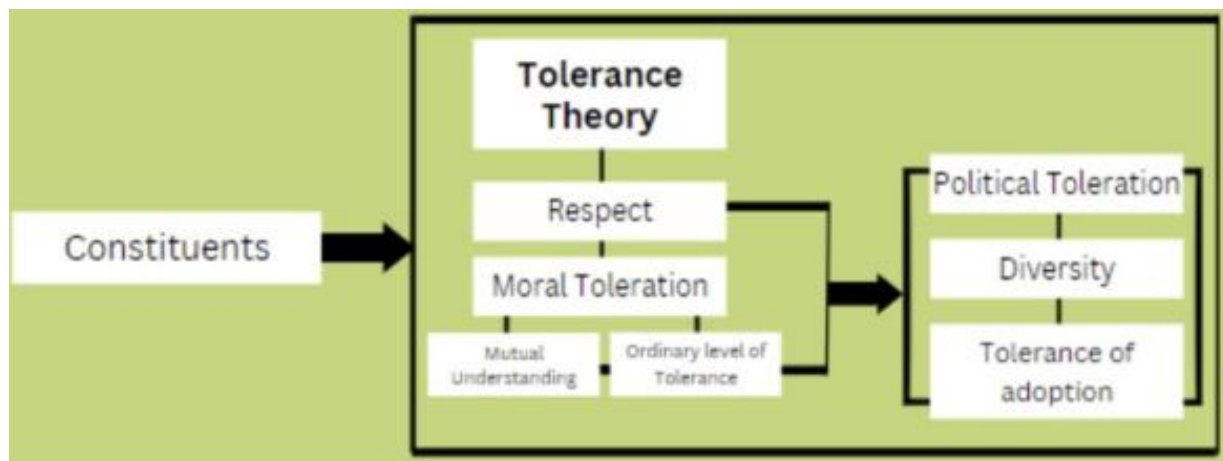 Constituents
Tolerance
Theory
Respect
Moral Toleration
Mutual
Understanding
Ordinary level of
Tolerance
Political Toleration
Diversity
Tolerance of
adoption